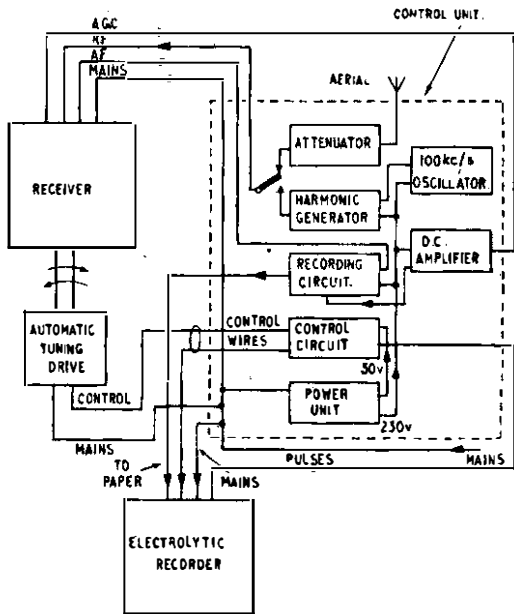 CONTROL UNIT.
AGC
RF
AF
MAINS
AERIAL
ATTENUATOR
100kc/s
OSCILLATOR.
RECEIVER
HARMONIC
GENERATOR
D.C.
AMPLIFIER
RECORDING
CIRCUIT.
AUTOMATIC
TUNING
DRIVE
CONTROL
WIRES
CONTROL
CIRCUIT
50v
CONTROL
POWER
UNIT
230v
MAINS
PULSES
MAINS
TO
PAPER
MAINS
ELECTROLYTIC
RECORDER